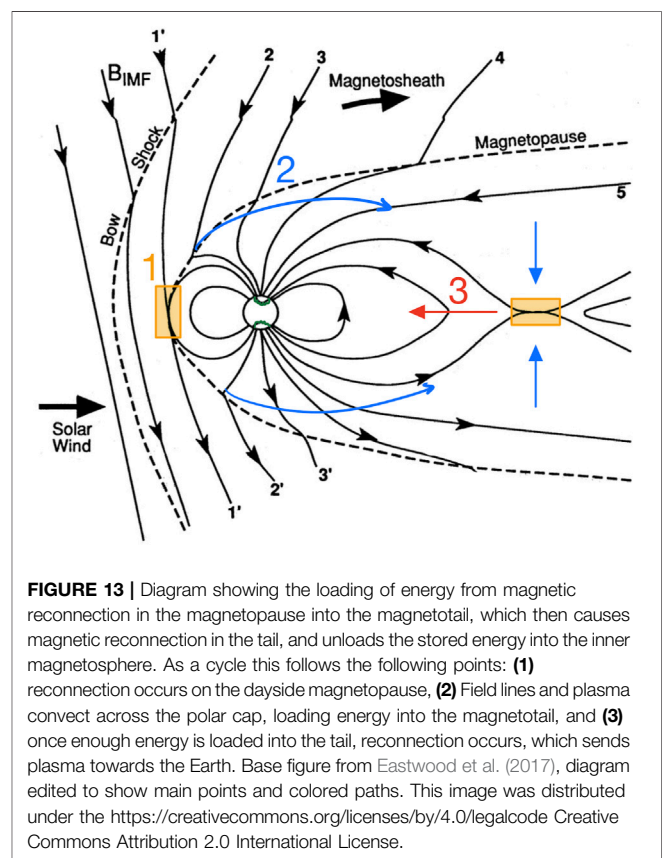 1'
B_IMF
2
3
4
Magnetosheath
Shock
Magnetopause
2
Bow
5
1
3
Solar
Wind
1'
2'
3'
FIGURE 13 | Diagram showing the loading of energy from magnetic
reconnection in the magnetopause into the magnetotail, which then causes
magnetic reconnection in the tail, and unloads the stored energy into the inner
magnetosphere. As a cycle this follows the following points: (1)
reconnection occurs on the dayside magnetopause, (2) Field lines and plasma
convect across the polar cap, loading energy into the magnetotail, and (3)
once enough energy is loaded into the tail, reconnection occurs, which sends
plasma towards the Earth. Base figure from Eastwood et al. (2017), diagram
edited to show main points and colored paths. This image was distributed
under the https://creativecommons.org/licenses/by/4.0/legalcode Creative
Commons Attribution 2.0 International License.